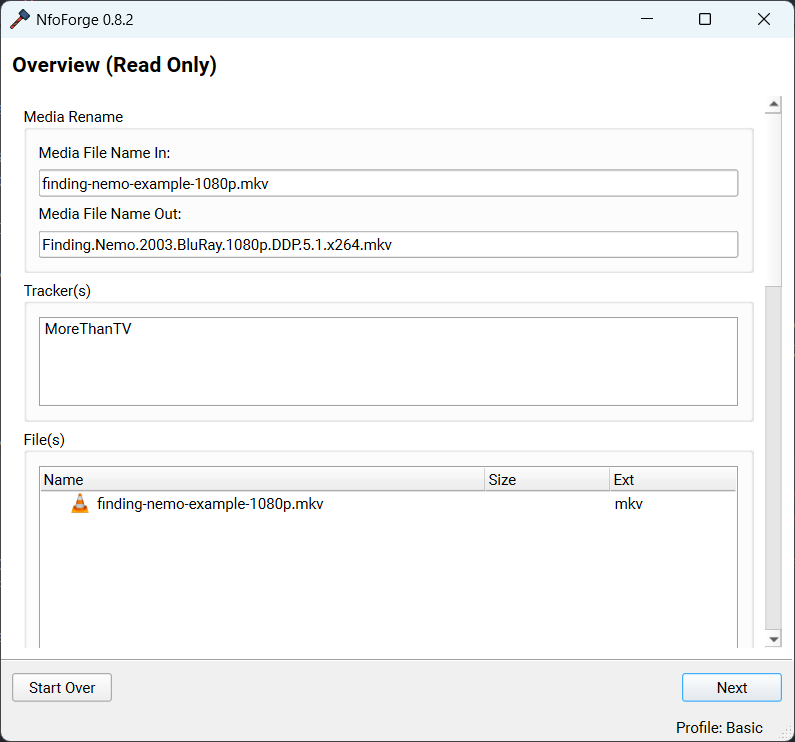 NfoForge 0.8.2
Overview (Read Only)
Media Rename
Media File Name In:
finding-nemo-example-1080p.mkv
Media File Name Out:
Finding.Nemo.2003.BluRay.1080p.DDP.5.1.x264.mkv
Tracker(s)
MoreThanTV
File(s)
Name Size Ext
finding-nemo-example-1080p.mkv mkv
Start Over Next
Profile: Basic